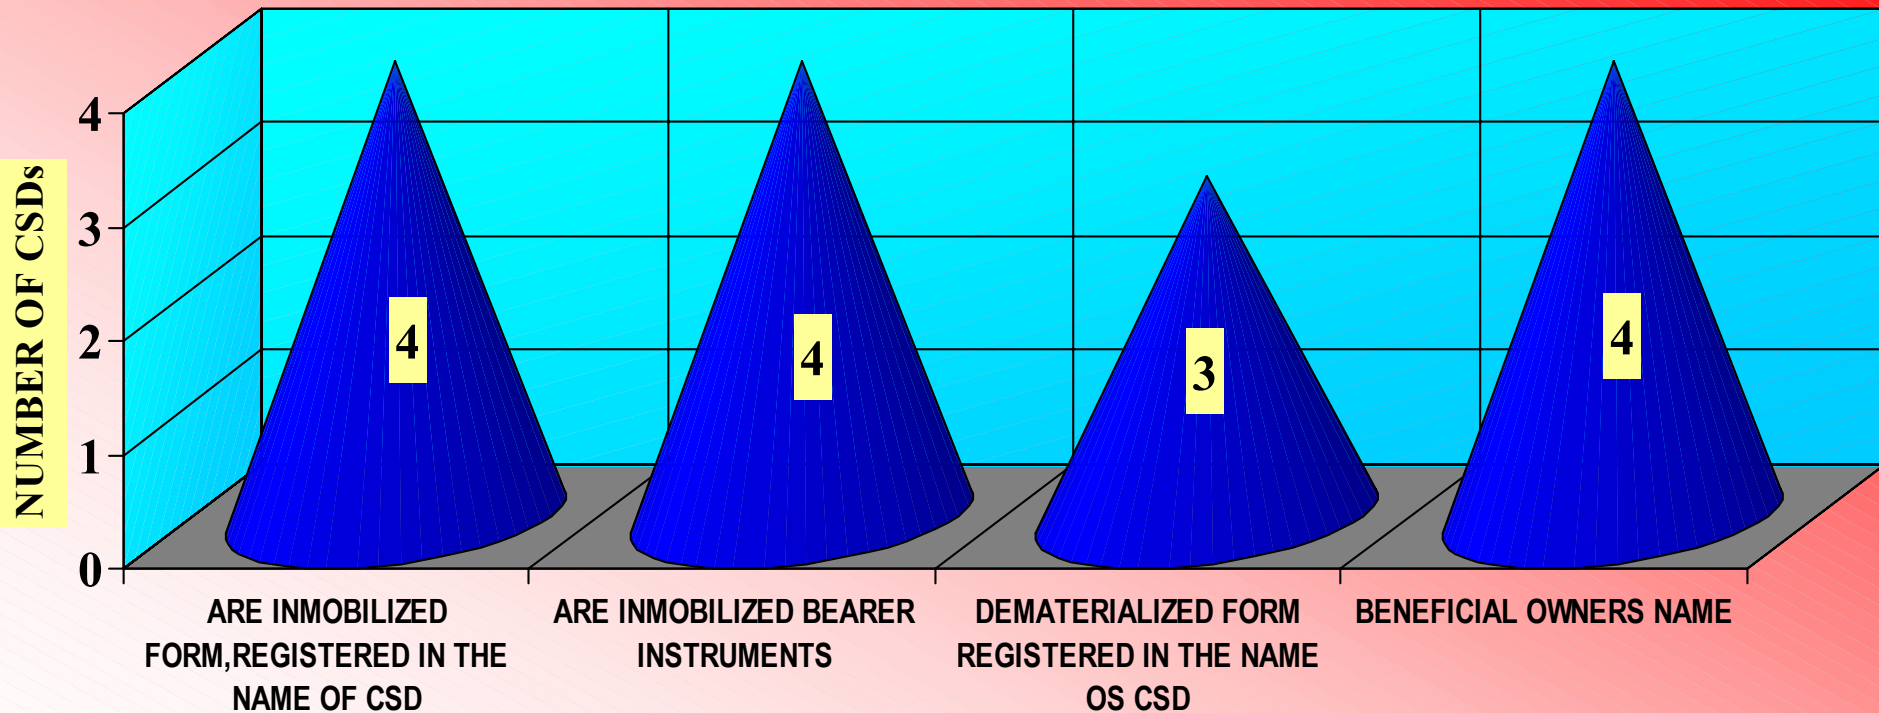 NUMBER OF CSDs
4
3
2
1
0
4
4
3
4
ARE INMOBILIZED
FORM,REGISTERED IN THE
NAME OF CSD
ARE INMOBILIZED BEARER
INSTRUMENTS
DEMATERIALIZED FORM
REGISTERED IN THE NAME
OS CSD
BENEFICIAL OWNERS NAME